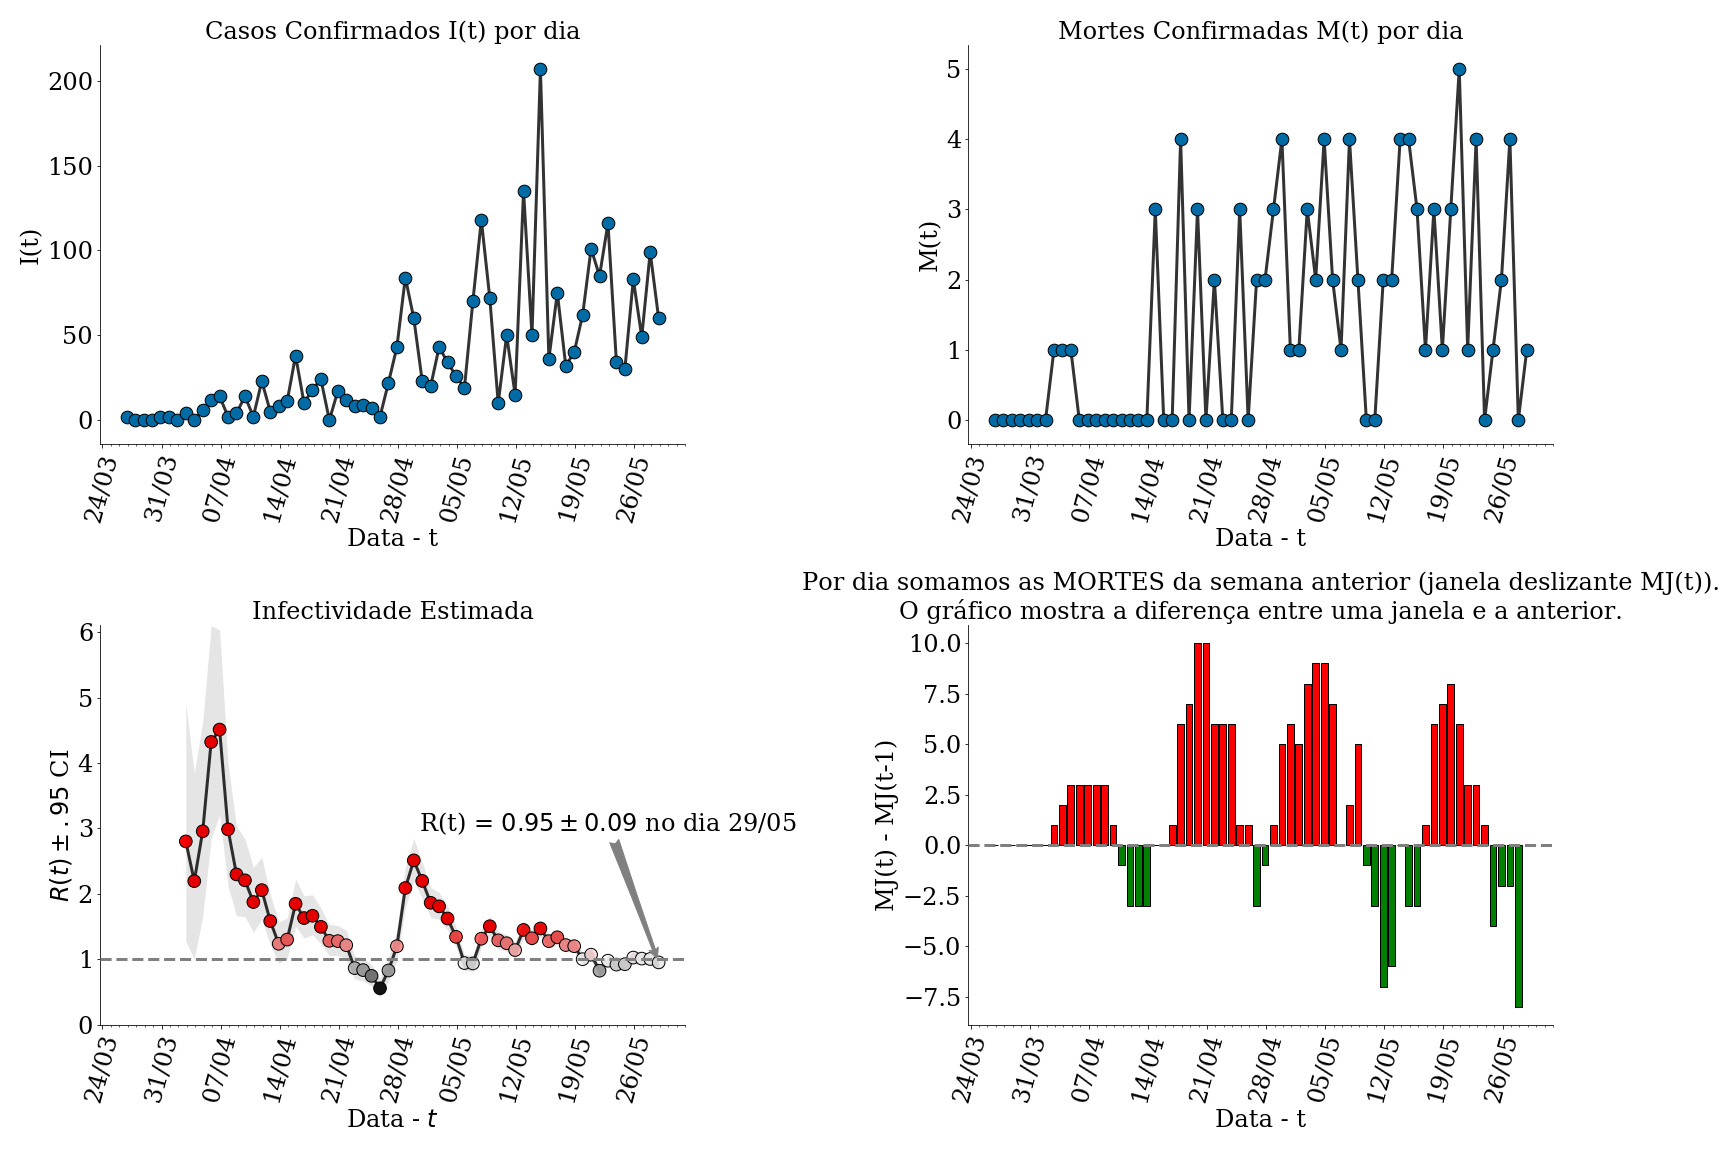 Casos Confirmados I(t) por dia
I(t)
200
150
100
50
0
24/03 31/03 07/04 14/04 21/04 28/04 05/05 12/05 19/05 26/05
Data - t
Mortes Confirmadas M(t) por dia
M(t)
5
4
3
2
1
0
24/03 31/03 07/04 14/04 21/04 28/04 05/05 12/05 19/05 26/05
Data - t
Infectividade Estimada
R(t) ± .95 CI
6
5
4
3
2
1
0
R(t) = 0.95 ± 0.09 no dia 29/05
24/03 31/03 07/04 14/04 21/04 28/04 05/05 12/05 19/05 26/05
Data - t
Por dia somamos as MORTES da semana anterior (janela deslizante MJ(t)).
O gráfico mostra a diferença entre uma janela e a anterior.
MJ(t) - MJ(t-1)
10.0
7.5
5.0
2.5
0.0
−2.5
−5.0
−7.5
24/03 31/03 07/04 14/04 21/04 28/04 05/05 12/05 19/05 26/05
Data - t